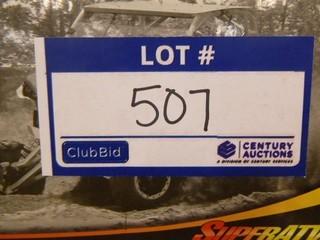 LOT #
507
ClubBid
CENTURY
AUCTIONS
A DIVISION OF CENTURY SERVICES